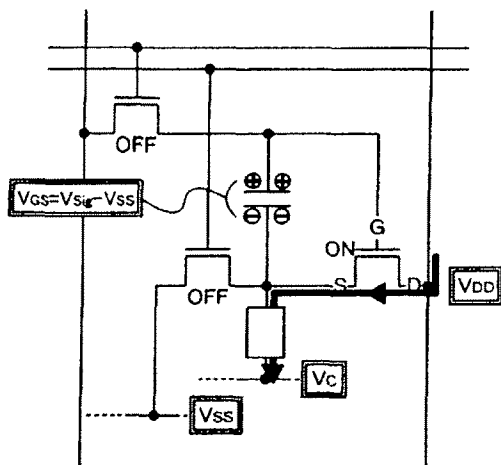 OFF
VGS=VSig-VSS
⊕ ⊕
⊖ ⊖
G
ON
S D
VDD
OFF
VC
VSS